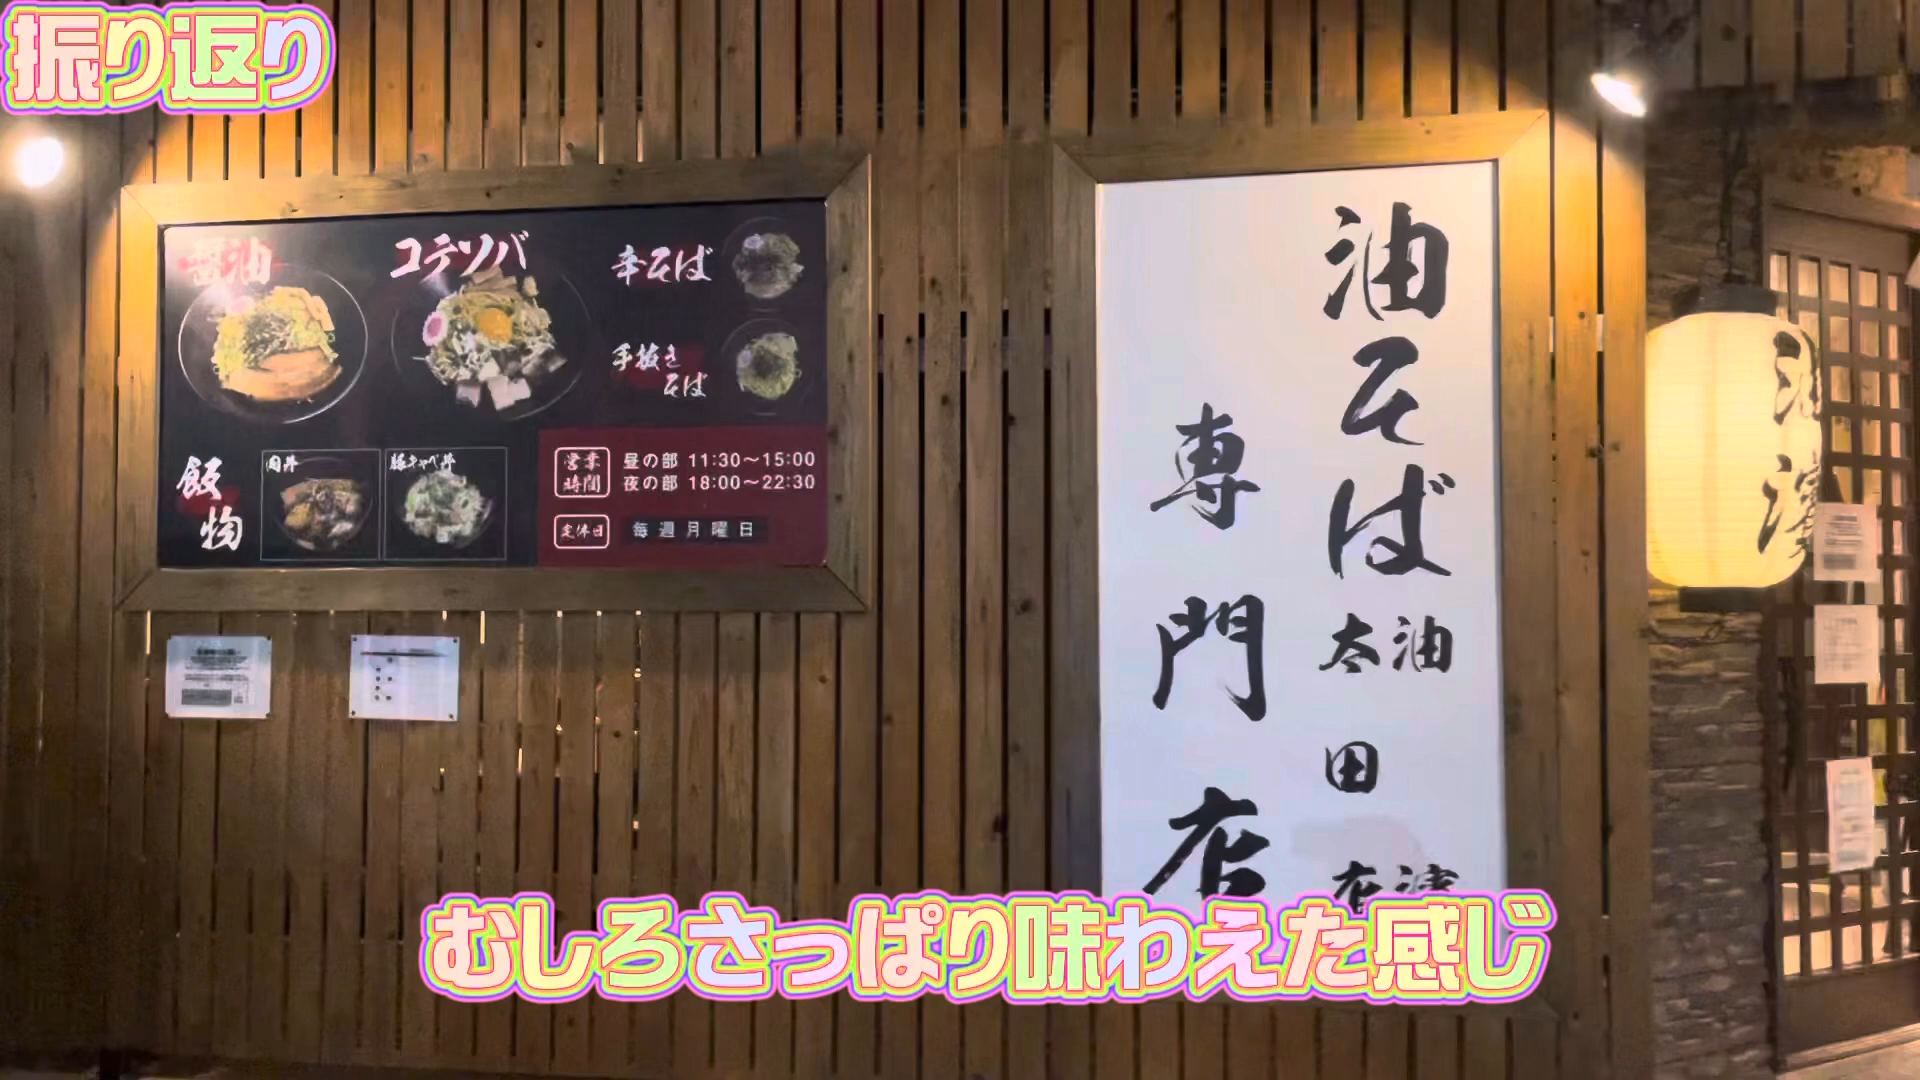 振り返り
醤油
コテソバ
辛そば
手抜き
そば
飯
物
肉丼
豚キャベ丼
営業
時間
昼の部 11:30〜15:00
夜の部 18:00〜22:30
定休日
毎週月曜日
油そば
油
太田
専門店
むしろさっぱり味わえた感じ